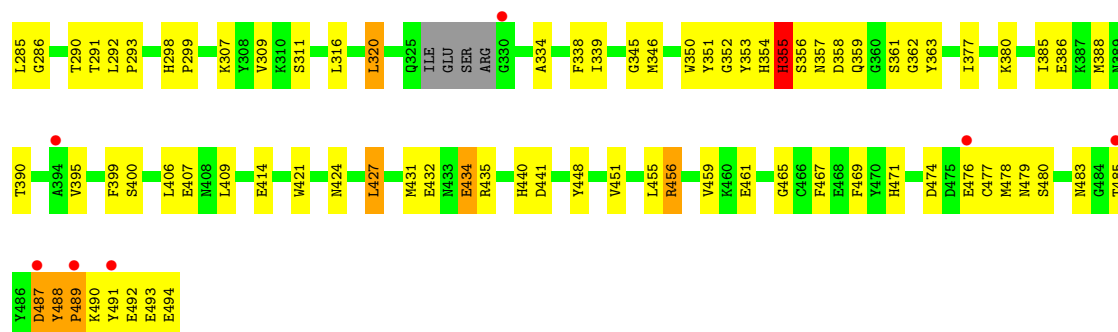 L285 G286 T290 T291 L292 P293 H298 P299 K307 Y308 V309 K310 S311 L316 L320 Q325 ILE GLU SER ARG G330 A334 F338 I339 G345 M346 W350 Y351 G352 Y353 H354 H355 S356 N357 D358 Q359 G360 S361 G362 Y363 I377 K380 I385 E386 K387 M388 N389
T390 A394 V395 F399 S400 L406 E407 N408 L409 E414 W421 N424 L427 M431 E432 N433 E434 R435 H440 D441 Y448 V451 L455 R456 V459 K460 E461 G465 C466 F467 E468 F469 Y470 H471 D474 D475 E476 C477 M478 N479 S480 N483 G484 T485
Y486 D487 Y488 P489 K490 Y491 E492 E493 E494